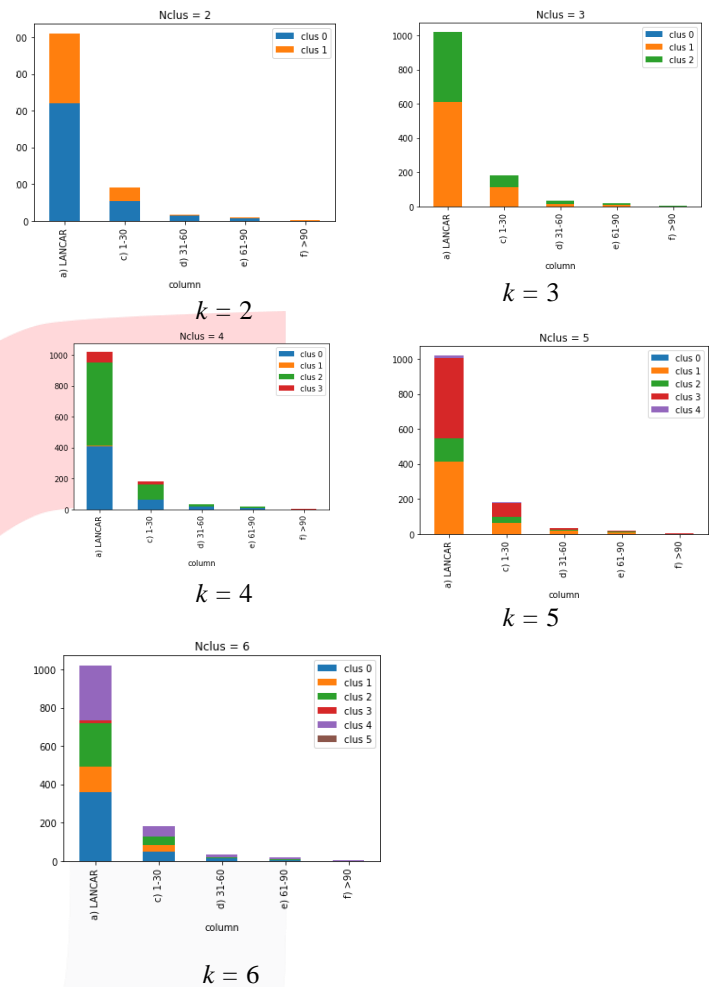 Nclus = 2
00
00
00
00
0
clus 0
clus 1
a) LANCAR
c) 1-30
d) 31-60
e) 61-90
f) >90
column
k = 2
Nclus = 3
1000
800
600
400
200
0
clus 0
clus 1
clus 2
a) LANCAR
c) 1-30
d) 31-60
e) 61-90
f) >90
column
k = 3
Nclus = 4
1000
800
600
400
200
0
clus 0
clus 1
clus 2
clus 3
a) LANCAR
c) 1-30
d) 31-60
e) 61-90
f) >90
column
k = 4
Nclus = 5
1000
800
600
400
200
0
clus 0
clus 1
clus 2
clus 3
clus 4
a) LANCAR
c) 1-30
d) 31-60
e) 61-90
f) >90
column
k = 5
Nclus = 6
1000
800
600
400
200
0
clus 0
clus 1
clus 2
clus 3
clus 4
clus 5
a) LANCAR
c) 1-30
d) 31-60
e) 61-90
f) >90
column
k = 6